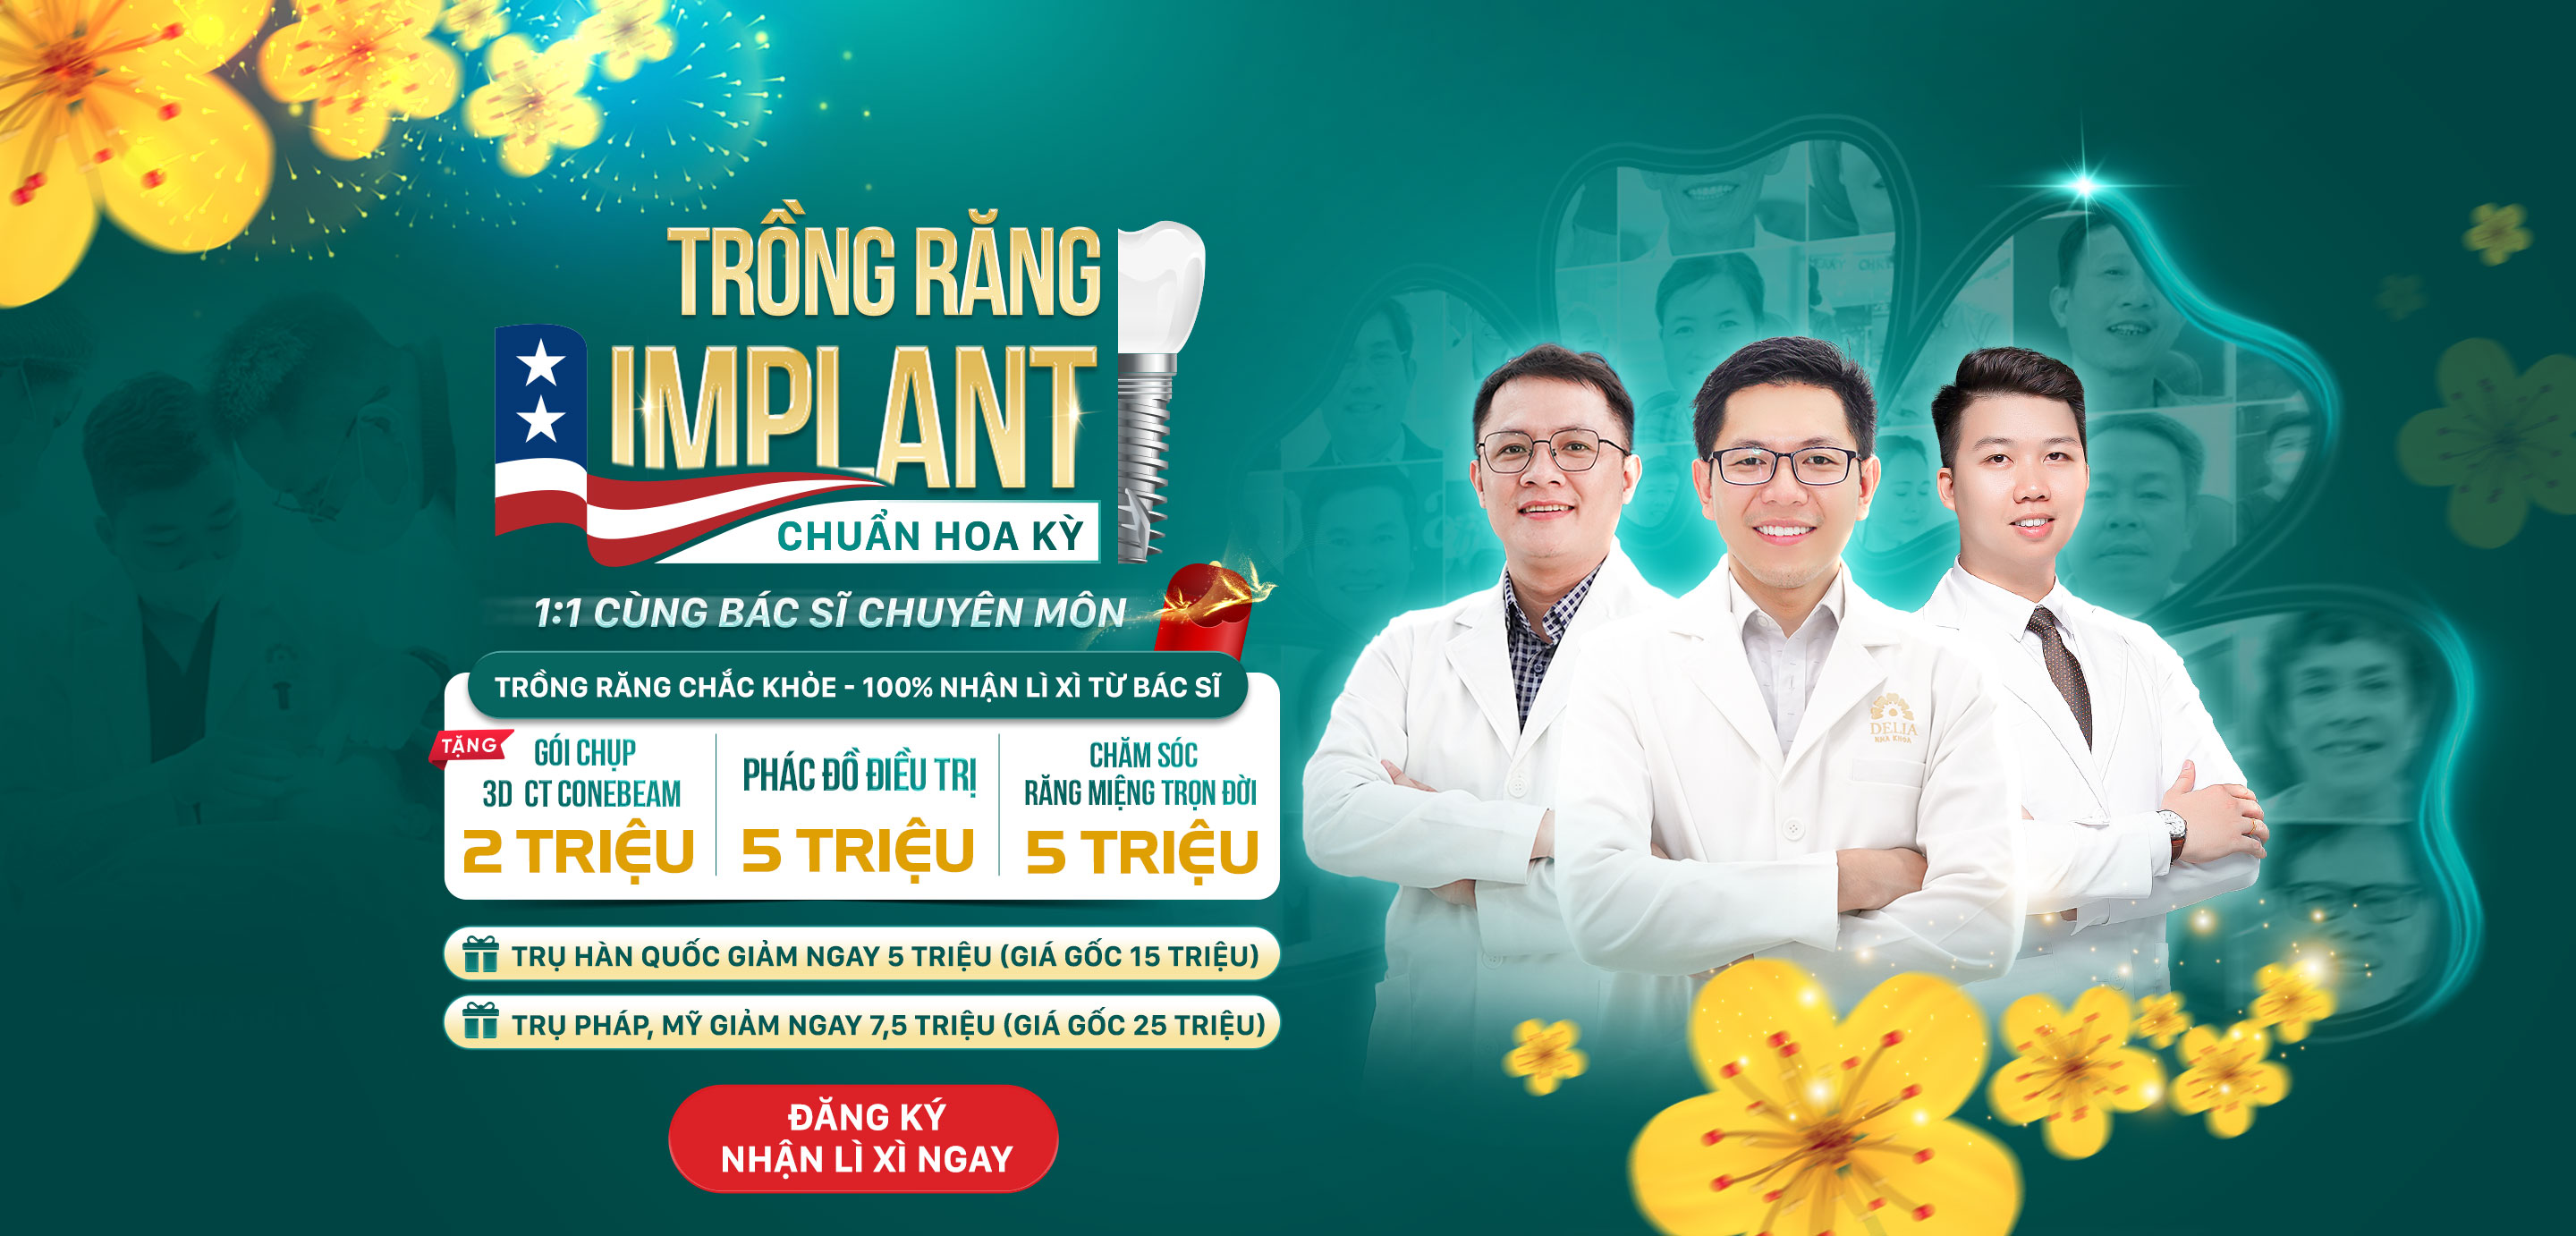 TRỒNG RĂNG
IMPLANT
CHUẨN HOA KỲ
1:1 CÙNG BÁC SĨ CHUYÊN MÔN
TRỒNG RĂNG CHẮC KHỎE - 100% NHẬN LÌ XÌ TỪ BÁC SĨ
TẶNG
GÓI CHỤP
3D CT CONEBEAM
2 TRIỆU
PHÁC ĐỒ ĐIỀU TRỊ
5 TRIỆU
CHĂM SÓC
RĂNG MIỆNG TRỌN ĐỜI
5 TRIỆU
TRỤ HÀN QUỐC GIẢM NGAY 5 TRIỆU (GIÁ GỐC 15 TRIỆU)
TRỤ PHÁP, MỸ GIẢM NGAY 7,5 TRIỆU (GIÁ GỐC 25 TRIỆU)
ĐĂNG KÝ
NHẬN LÌ XÌ NGAY
DELIA
NHA KHOA